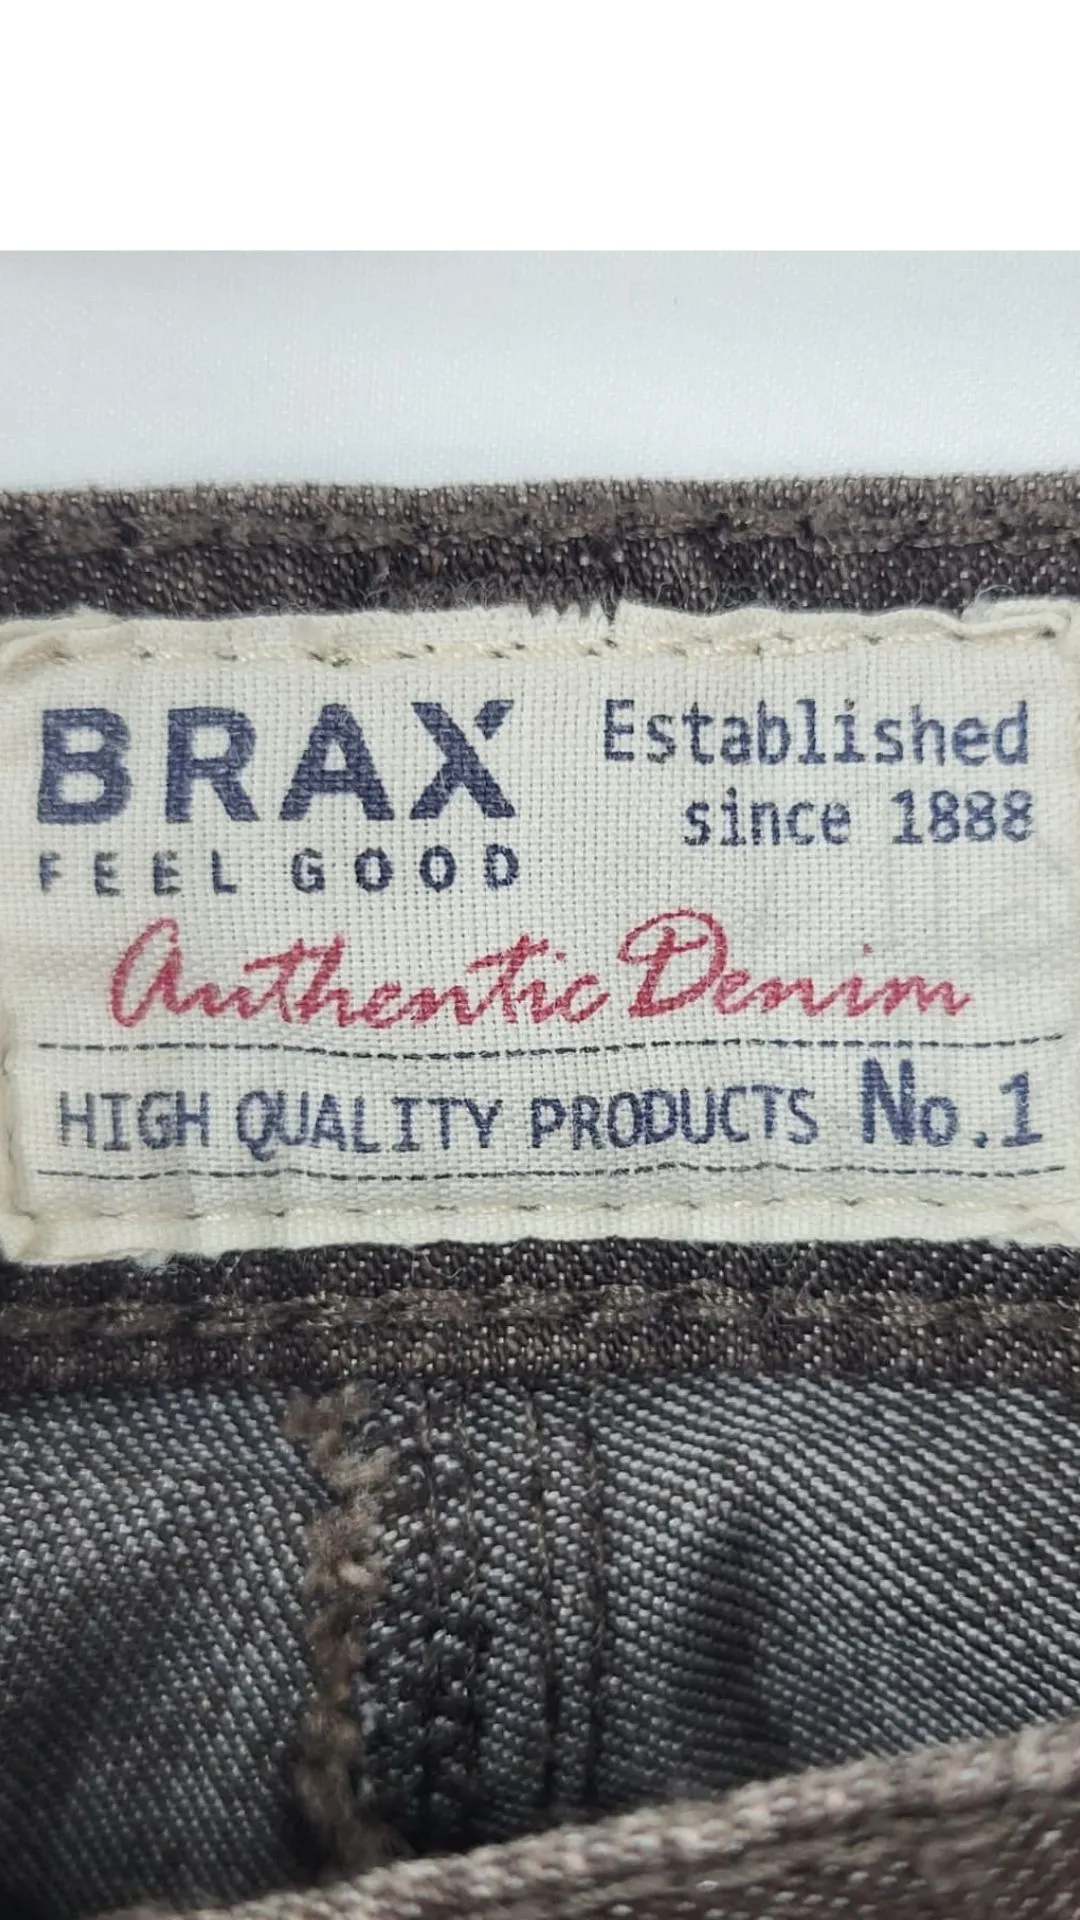 BRAX
FEEL GOOD
Established
since 1888
Authentic Denim
HIGH QUALITY PRODUCTS No.1